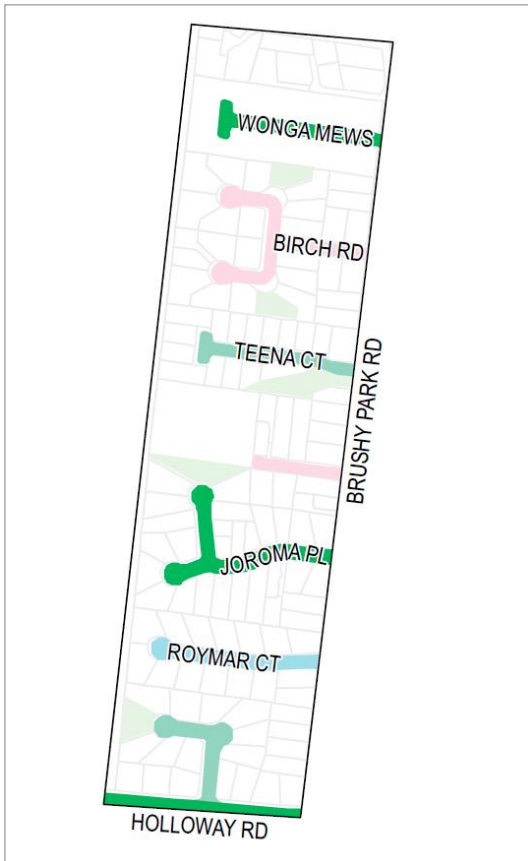 WONGA MEWS
BIRCH RD
TEENA CT
BRUSHY PARK RD
JOROMA PL
ROYMAR CT
HOLLOWAY RD